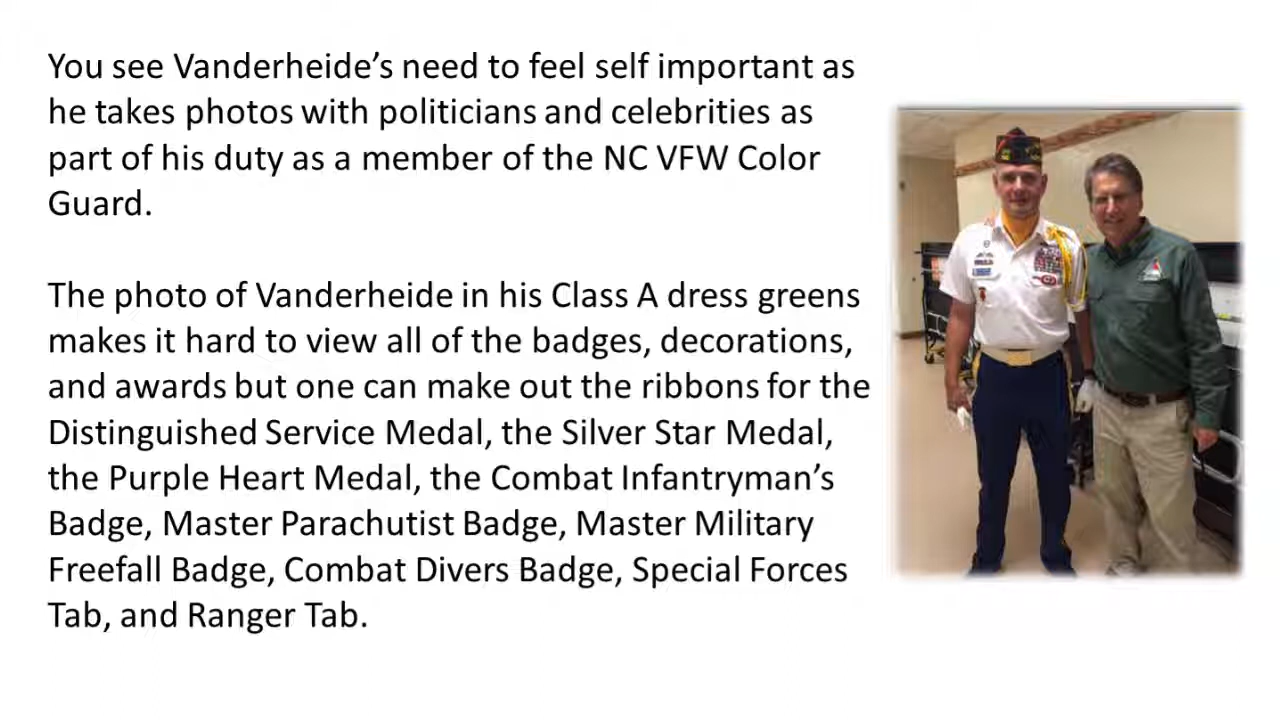 You see Vanderheide’s need to feel self important as
he takes photos with politicians and celebrities as
part of his duty as a member of the NC VFW Color
Guard.
The photo of Vanderheide in his Class A dress greens
makes it hard to view all of the badges, decorations,
and awards but one can make out the ribbons for the
Distinguished Service Medal, the Silver Star Medal,
the Purple Heart Medal, the Combat Infantryman’s
Badge, Master Parachutist Badge, Master Military
Freefall Badge, Combat Divers Badge, Special Forces
Tab, and Ranger Tab.